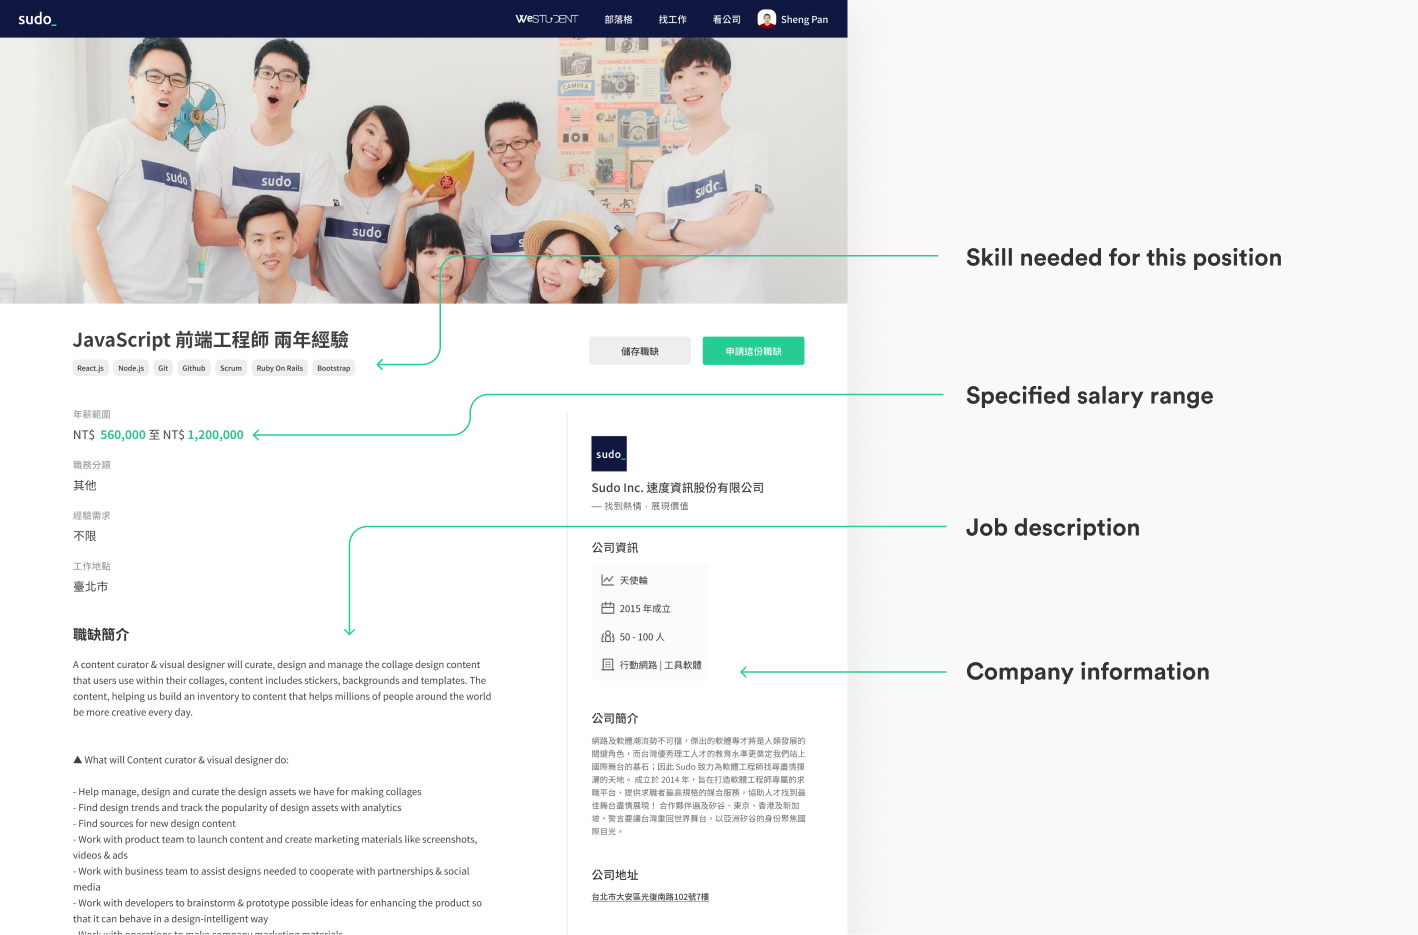 sudo_
WeSTUDENT 部落格 找工作 看公司 Sheng Pan
CAMERA
sudo_
sudo_
sudo_
sudo_
s
Skill needed for this position
JavaScript 前端工程師 兩年經驗
React.js Node.js Git Github Scrum Ruby On Rails Bootstrap
儲存職缺 申請這份職缺
Specified salary range
年薪範圍
NT$ 560,000 至 NT$ 1,200,000
職務分類
其他
經驗需求
不限
工作地點
臺北市
職缺簡介
A content curator & visual designer will curate, design and manage the collage design content
that users use within their collages, content includes stickers, backgrounds and templates. The
content, helping us build an inventory to content that helps millions of people around the world
be more creative every day.
▲ What will Content curator & visual designer do:
- Help manage, design and curate the design assets we have for making collages
- Find design trends and track the popularity of design assets with analytics
- Find sources for new design content
- Work with product team to launch content and create marketing materials like screenshots,
videos & ads
- Work with business team to assist designs needed to cooperate with partnerships & social
media
- Work with developers to brainstorm & prototype possible ideas for enhancing the product so
that it can behave in a design-intelligent way
- Work with operations to make company marketing materials
sudo_
Sudo Inc. 速度資訊股份有限公司
— 找到熱情 · 展現價值
Job description
公司資訊
天使輪
2015 年成立
50 - 100 人
行動網路 | 工具軟體
Company information
公司簡介
網路及軟體潮流勢不可擋，傑出的軟體專才將是人類發展的
關鍵角色，而台灣優秀理工人才的教育水準更奠定我們站上
國際舞台的基石；因此 Sudo 致力為軟體工程師找尋盡情揮
灑的天地。 成立於 2014 年，旨在打造軟體工程師專屬的求
職平台、提供求職者最高規格的媒合服務，協助人才找到最
佳舞台盡情展現！ 合作夥伴遍及矽谷、東京、香港及新加
坡，誓言要讓台灣重回世界舞台，以亞洲矽谷的身份聚焦國
際目光。
公司地址
台北市大安區光復南路102號7樓